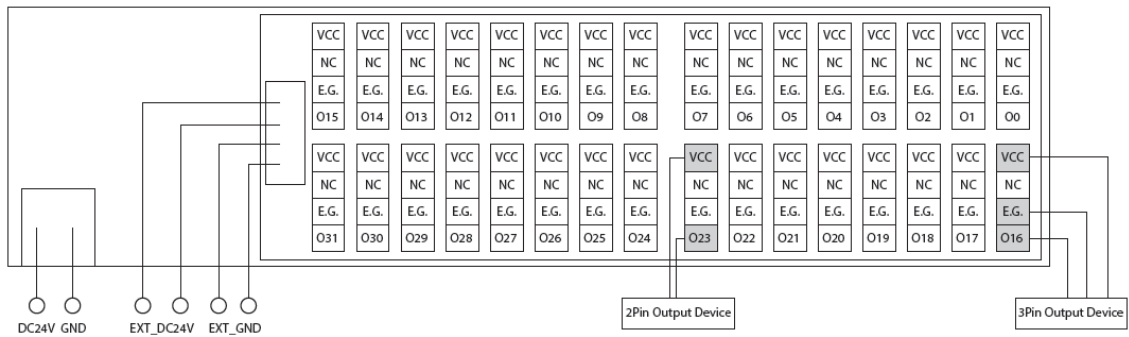 VCC VCC VCC VCC VCC VCC VCC VCC VCC VCC VCC VCC VCC VCC VCC VCC
NC NC NC NC NC NC NC NC NC NC NC NC NC NC NC NC
E.G. E.G. E.G. E.G. E.G. E.G. E.G. E.G. E.G. E.G. E.G. E.G. E.G. E.G. E.G. E.G.
O15 O14 O13 O12 O11 O10 O9 O8 O7 O6 O5 O4 O3 O2 O1 O0
VCC VCC VCC VCC VCC VCC VCC VCC VCC VCC VCC VCC VCC VCC VCC VCC
NC NC NC NC NC NC NC NC NC NC NC NC NC NC NC NC
E.G. E.G. E.G. E.G. E.G. E.G. E.G. E.G. E.G. E.G. E.G. E.G. E.G. E.G. E.G. E.G.
O31 O30 O29 O28 O27 O26 O25 O24 O23 O22 O21 O20 O19 O18 O17 O16
2Pin Output Device 3Pin Output Device
DC24V GND EXT_DC24V EXT_GND